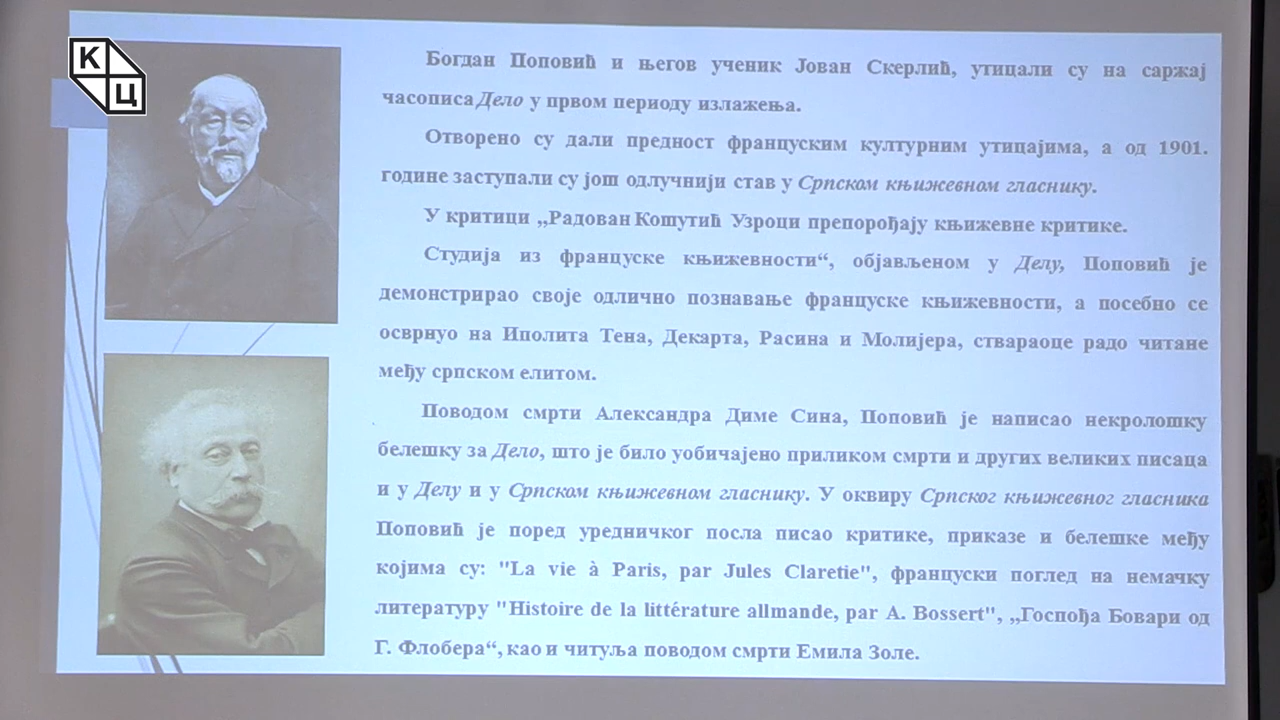 К
Ц
Богдан Поповић и његов ученик Јован Скерлић, утицали су на саржај
часописа Дело у првом периоду излажења.
Отворено су дали предност француским културним утицајима, а од 1901.
године заступали су још одлучнији став у Српском књижевном гласнику.
У критици „Радован Кошутић Узроци препорођају књижевне критике.
Студија из француске књижевности“, објављеном у Делу, Поповић је
демонстрирао своје одлично познавање француске књижевности, а посебно се
осврнуо на Иполита Тена, Декарта, Расина и Молијера, ствараоце радо читане
међу српском елитом.
Поводом смрти Александра Диме Сина, Поповић је написао некролошку
белешку за Дело, што је било уобичајено приликом смрти и других великих писаца
и у Делу и у Српском књижевном гласнику. У оквиру Српског књижевног гласника
Поповић је поред уредничког посла писао критике, приказе и белешке међу
којима су: "La vie à Paris, par Jules Claretie", француски поглед на немачку
литературу "Histoire de la littérature allmande, par A. Bossert", „Госпођа Бовари од
Г. Флобера“, као и читуља поводом смрти Емила Золе.